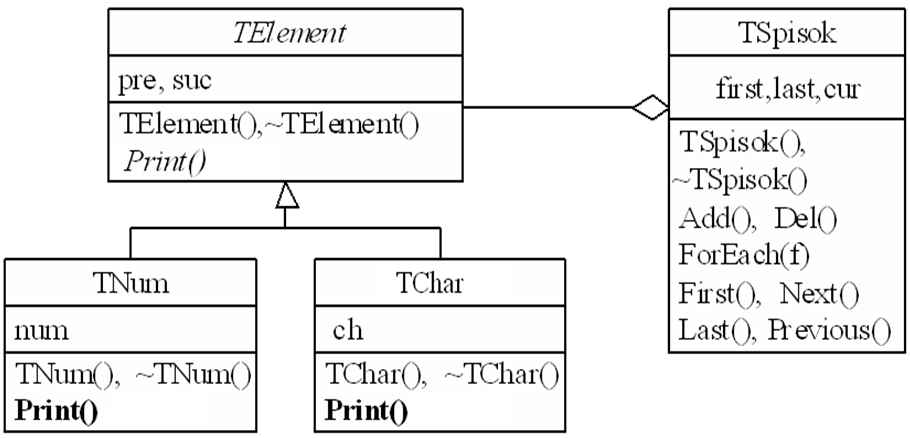 TElement
pre, suc
TElement(),~TElement()
Print()
TSpisok
first,last,cur
TSpisok(),
~TSpisok()
Add(), Del()
ForEach(f)
First(), Next()
Last(), Previous()
TNum
num
TNum(), ~TNum()
Print()
TChar
ch
TChar(), ~TChar()
Print()